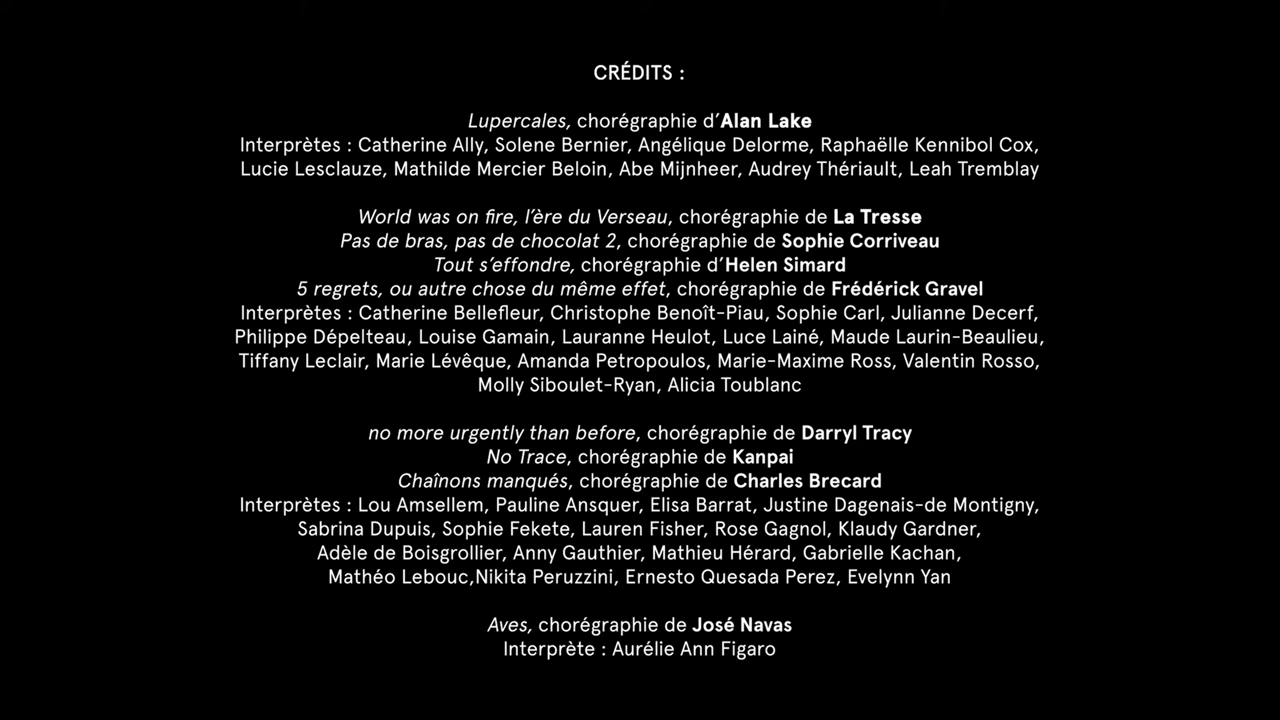 CRÉDITS :
Lupercales, chorégraphie d’Alan Lake
Interprètes : Catherine Ally, Solene Bernier, Angélique Delorme, Raphaëlle Kennibol Cox,
Lucie Lesclauze, Mathilde Mercier Beloin, Abe Mijnheer, Audrey Thériault, Leah Tremblay
World was on fire, l’ère du Verseau, chorégraphie de La Tresse
Pas de bras, pas de chocolat 2, chorégraphie de Sophie Corriveau
Tout s’effondre, chorégraphie d’Helen Simard
5 regrets, ou autre chose du même effet, chorégraphie de Frédérick Gravel
Interprètes : Catherine Bellefleur, Christophe Benoît-Piau, Sophie Carl, Julianne Decerf,
Philippe Dépelteau, Louise Gamain, Lauranne Heulot, Luce Lainé, Maude Laurin-Beaulieu,
Tiffany Leclair, Marie Lévêque, Amanda Petropoulos, Marie-Maxime Ross, Valentin Rosso,
Molly Siboulet-Ryan, Alicia Toublanc
no more urgently than before, chorégraphie de Darryl Tracy
No Trace, chorégraphie de Kanpai
Chaînons manqués, chorégraphie de Charles Brecard
Interprètes : Lou Amsellem, Pauline Ansquer, Elisa Barrat, Justine Dagenais-de Montigny,
Sabrina Dupuis, Sophie Fekete, Lauren Fisher, Rose Gagnol, Klaudy Gardner,
Adèle de Boisgrollier, Anny Gauthier, Mathieu Hérard, Gabrielle Kachan,
Mathéo Lebouc,Nikita Peruzzini, Ernesto Quesada Perez, Evelynn Yan
Aves, chorégraphie de José Navas
Interprète : Aurélie Ann Figaro